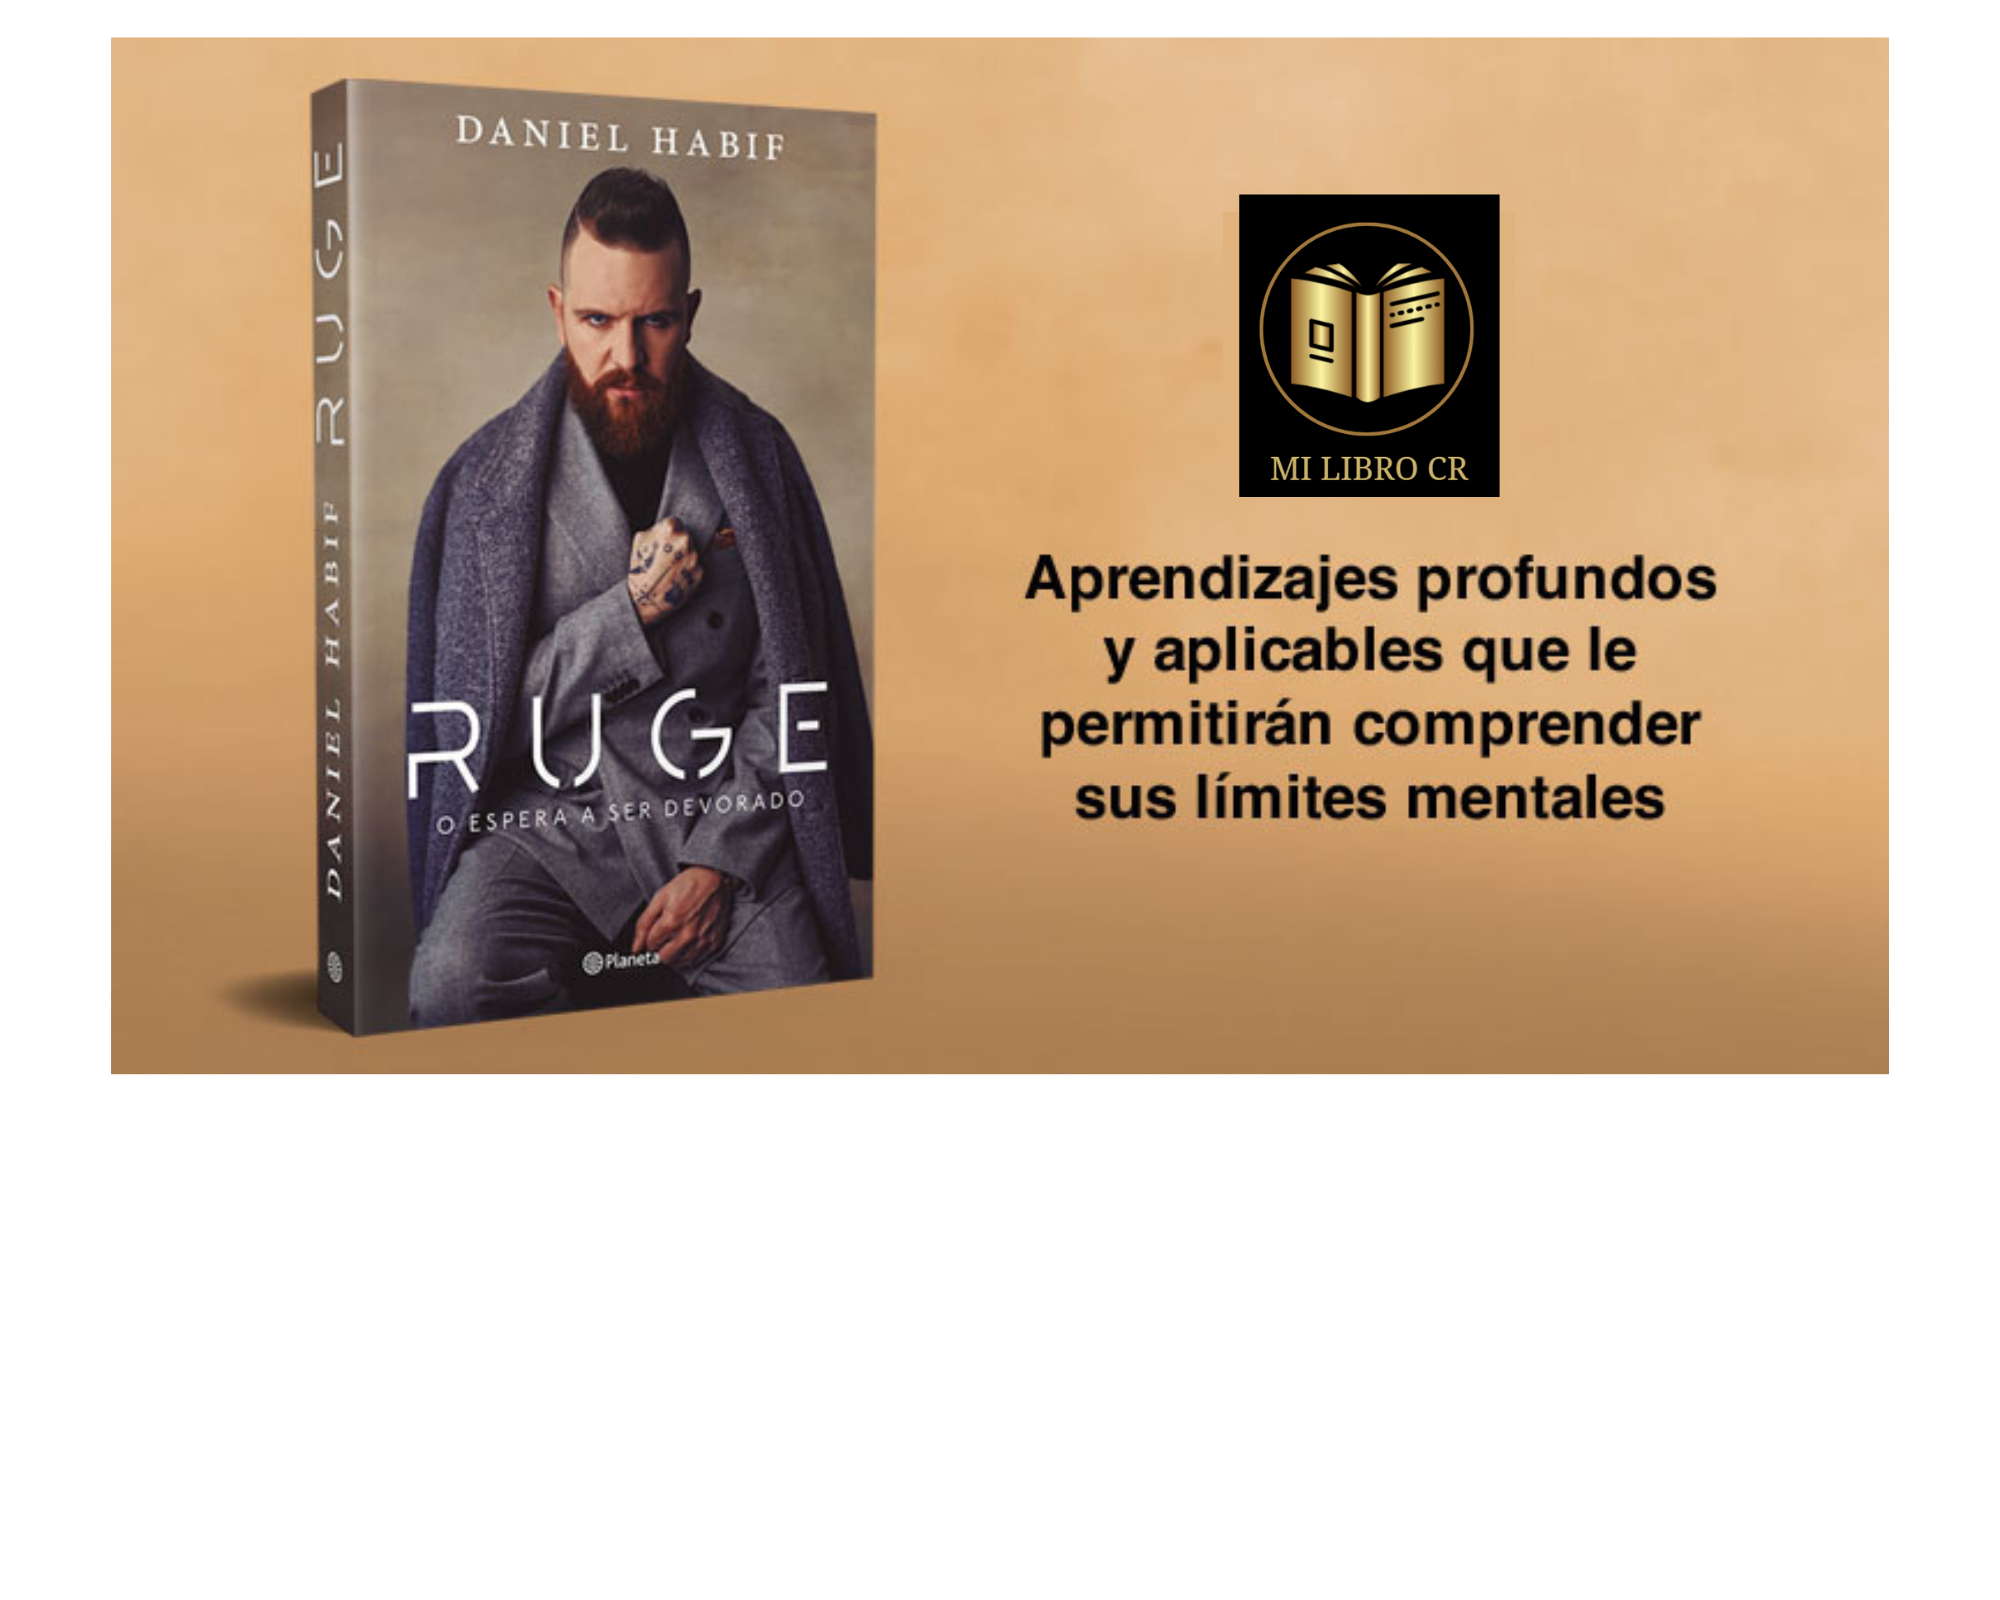 DANIEL HABIF
RUGE
O ESPERA A SER DEVORADO
Planeta
DANIEL HABIF RUGE
MI LIBRO CR
Aprendizajes profundos
y aplicables que le
permitirán comprender
sus límites mentales